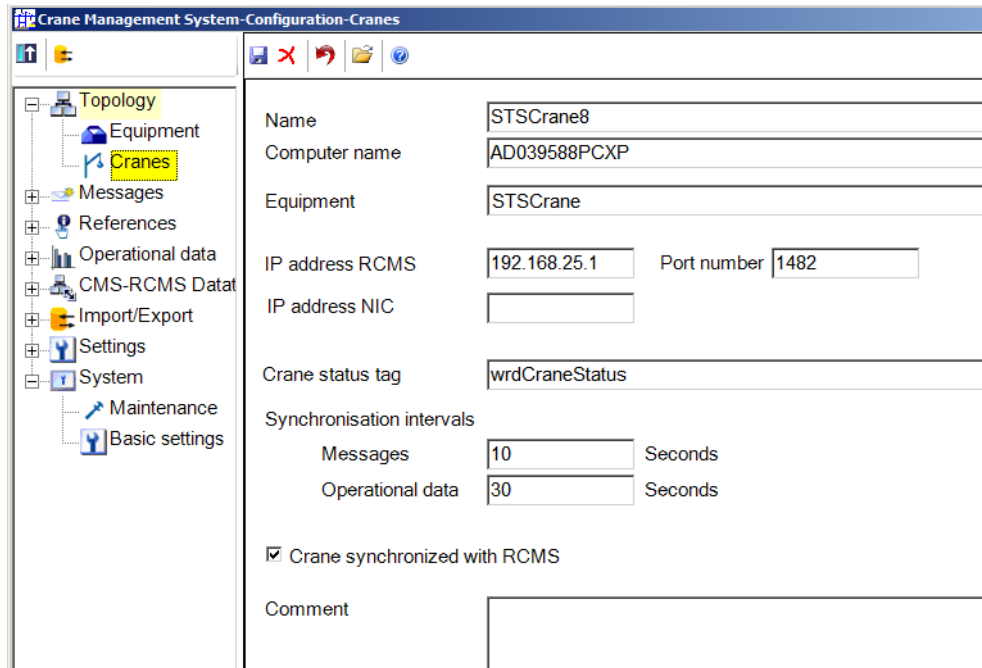 Crane Management System-Configuration-Cranes
Topology
Equipment
Cranes
Messages
References
Operational data
CMS-RCMS Datat
Import/Export
Settings
System
Maintenance
Basic settings
Name STSCrane8
Computer name AD039588PCXP
Equipment STSCrane
IP address RCMS 192.168.25.1 Port number 1482
IP address NIC
Crane status tag wrdCraneStatus
Synchronisation intervals
Messages 10 Seconds
Operational data 30 Seconds
Crane synchronized with RCMS
Comment